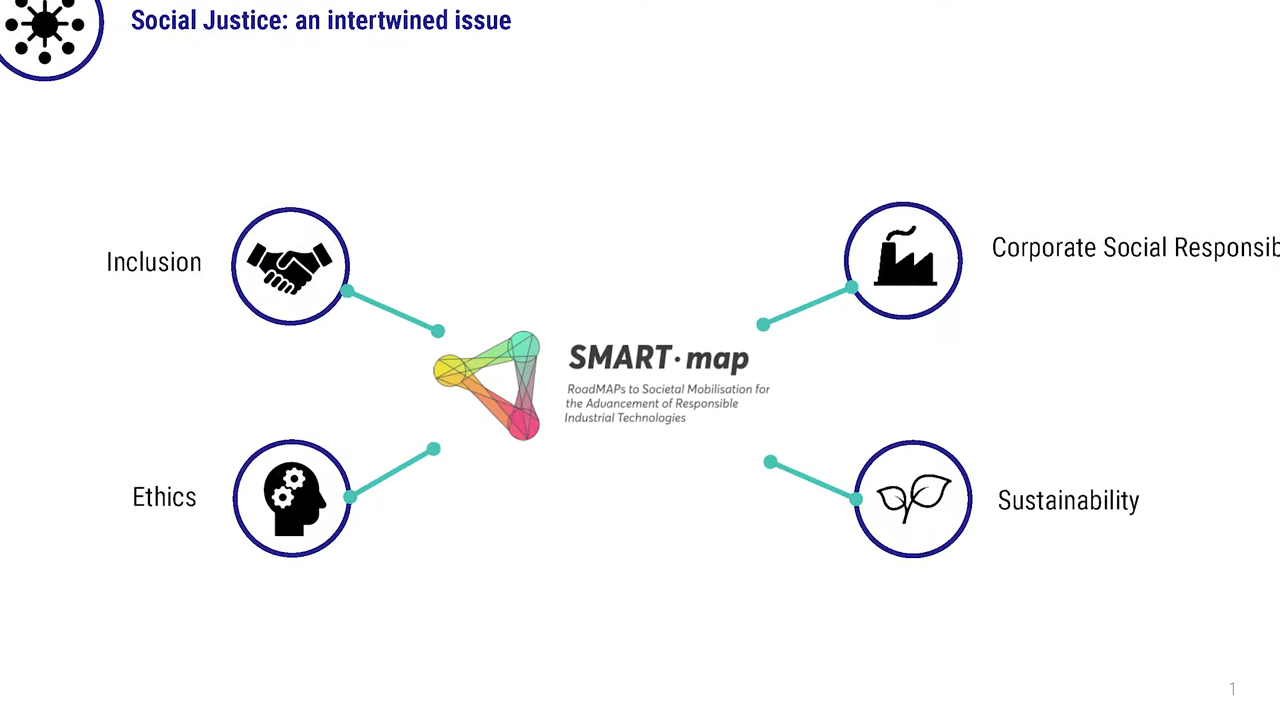 Social Justice: an intertwined issue
Inclusion
Corporate Social Responsib
SMART·map
RoadMAPs to Societal Mobilisation for
the Advancement of Responsible
Industrial Technologies
Ethics
Sustainability
1